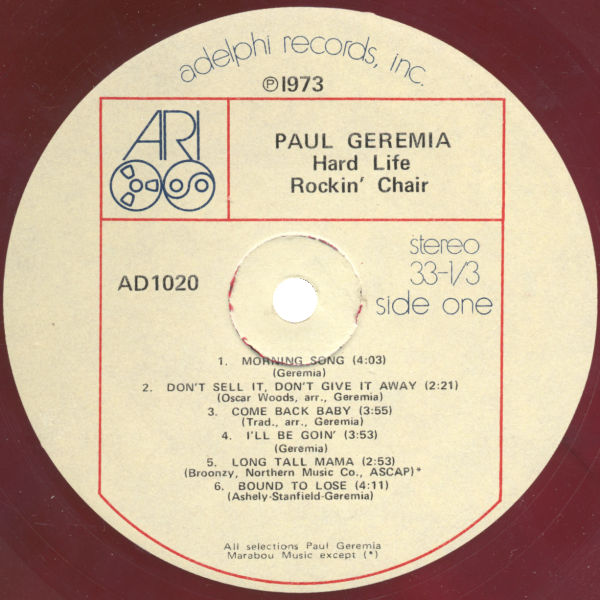 adelphi records, inc.
Ⓟ1973
ARI
PAUL GEREMIA
Hard Life
Rockin' Chair
AD1020
stereo
33-1/3
side one
1. MORNING SONG (4:03)
(Geremia)
2. DON'T SELL IT, DON'T GIVE IT AWAY (2:21)
(Oscar Woods, arr., Geremia)
3. COME BACK BABY (3:55)
(Trad., arr., Geremia)
4. I'LL BE GOIN' (3:53)
(Geremia)
5. LONG TALL MAMA (2:53)
(Broonzy, Northern Music Co., ASCAP)*
6. BOUND TO LOSE (4:11)
(Ashely-Stanfield-Geremia)
All selections Paul Geremia
Marabou Music except (*)